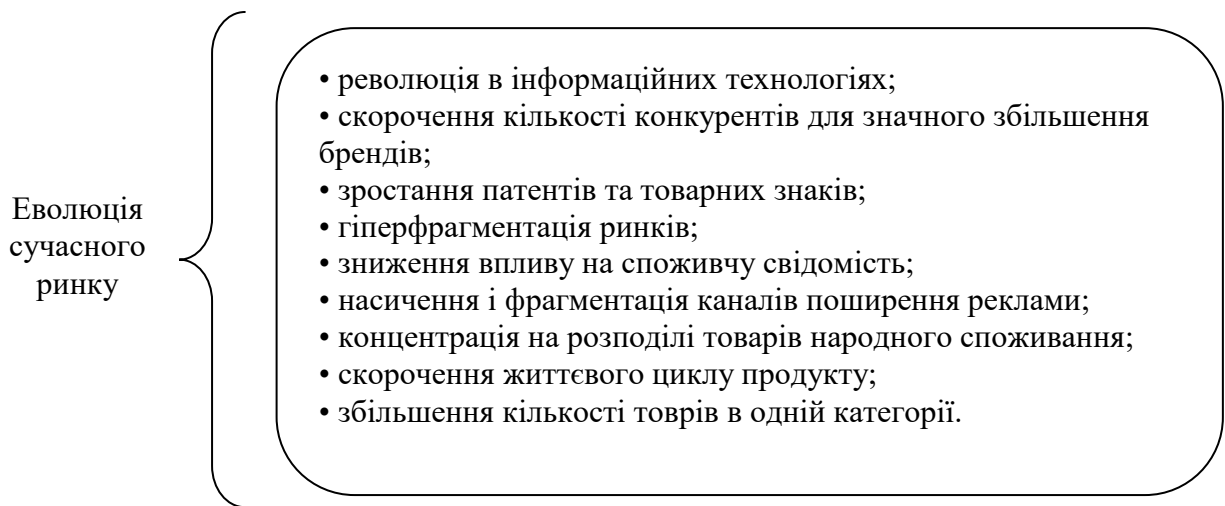 Еволюція
сучасного
ринку
• революція в інформаційних технологіях;
• скорочення кількості конкурентів для значного збільшення
брендів;
• зростання патентів та товарних знаків;
• гіперфрагментація ринків;
• зниження впливу на споживчу свідомість;
• насичення і фрагментація каналів поширення реклами;
• концентрація на розподілі товарів народного споживання;
• скорочення життєвого циклу продукту;
• збільшення кількості товрів в одній категорії.